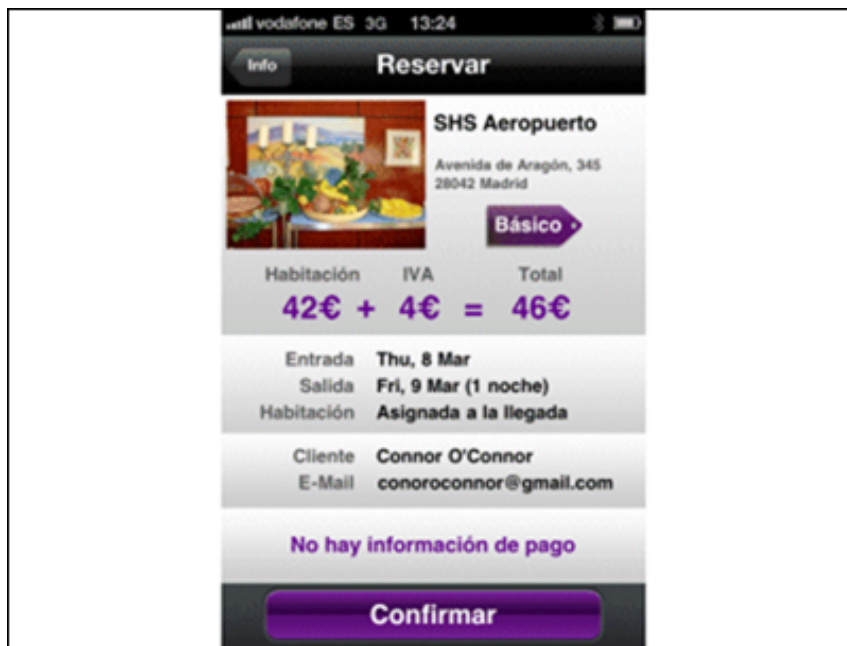 vodafone ES 3G 13:24
Info
Reservar
SHS Aeropuerto
Avenida de Aragón, 345
28042 Madrid
Básico
Habitación IVA Total
42€ + 4€ = 46€
Entrada Thu, 8 Mar
Salida Fri, 9 Mar (1 noche)
Habitación Asignada a la llegada
Cliente Connor O'Connor
E-Mail conoroconnor@gmail.com
No hay información de pago
Confirmar